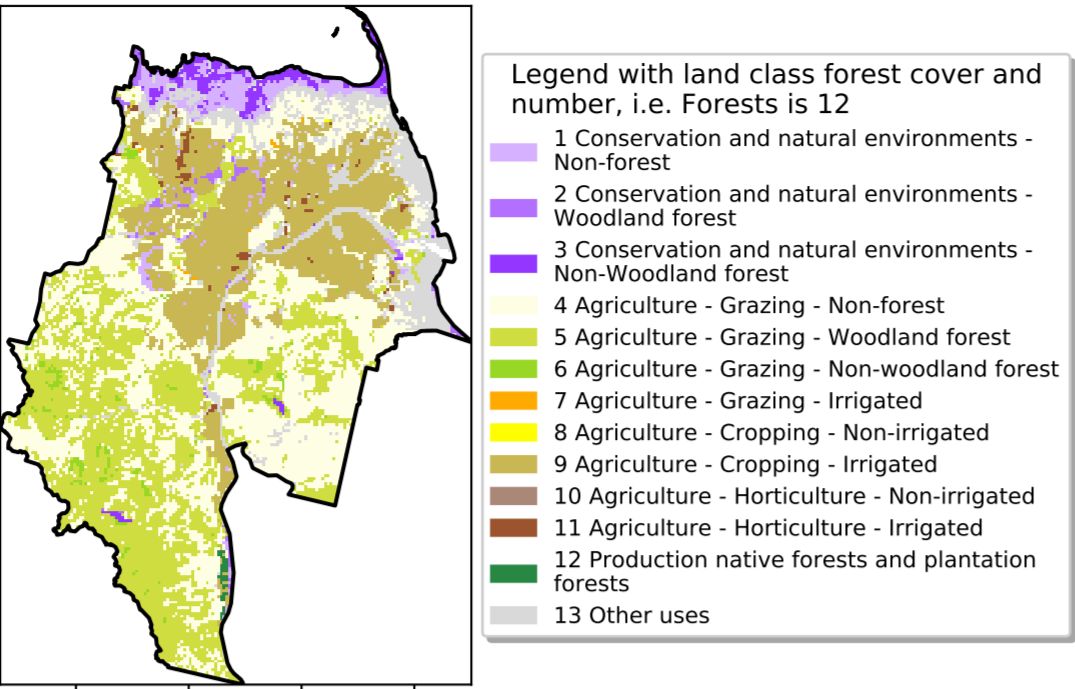 Legend with land class forest cover and
number, i.e. Forests is 12
1 Conservation and natural environments -
Non-forest
2 Conservation and natural environments -
Woodland forest
3 Conservation and natural environments -
Non-Woodland forest
4 Agriculture - Grazing - Non-forest
5 Agriculture - Grazing - Woodland forest
6 Agriculture - Grazing - Non-woodland forest
7 Agriculture - Grazing - Irrigated
8 Agriculture - Cropping - Non-irrigated
9 Agriculture - Cropping - Irrigated
10 Agriculture - Horticulture - Non-irrigated
11 Agriculture - Horticulture - Irrigated
12 Production native forests and plantation
forests
13 Other uses